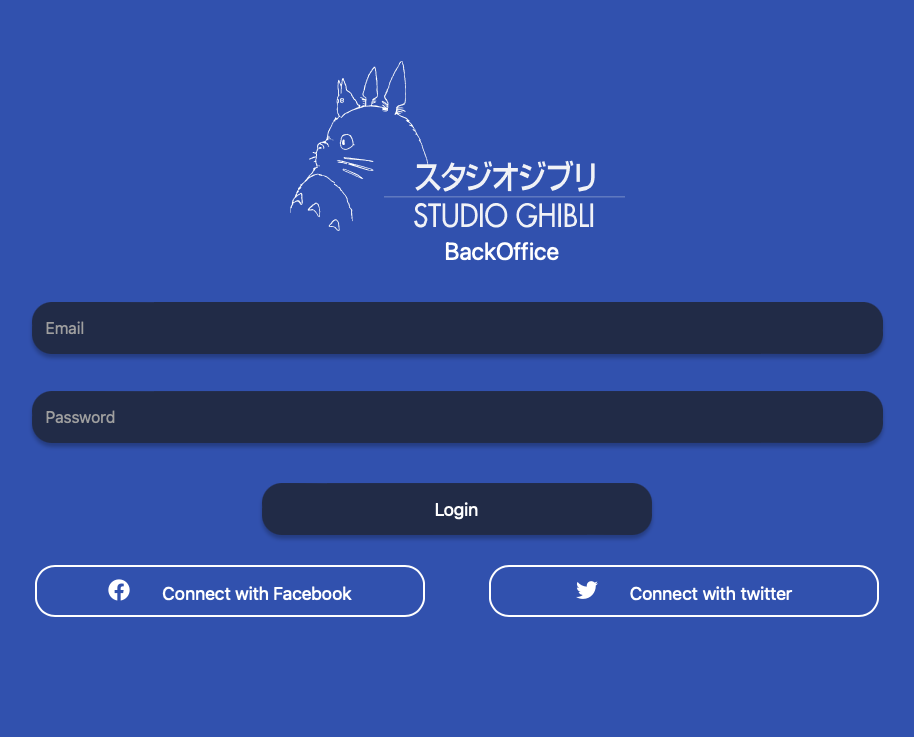 スタジオジブリ
STUDIO GHIBLI
BackOffice
Email
Password
Login
Connect with Facebook
Connect with twitter